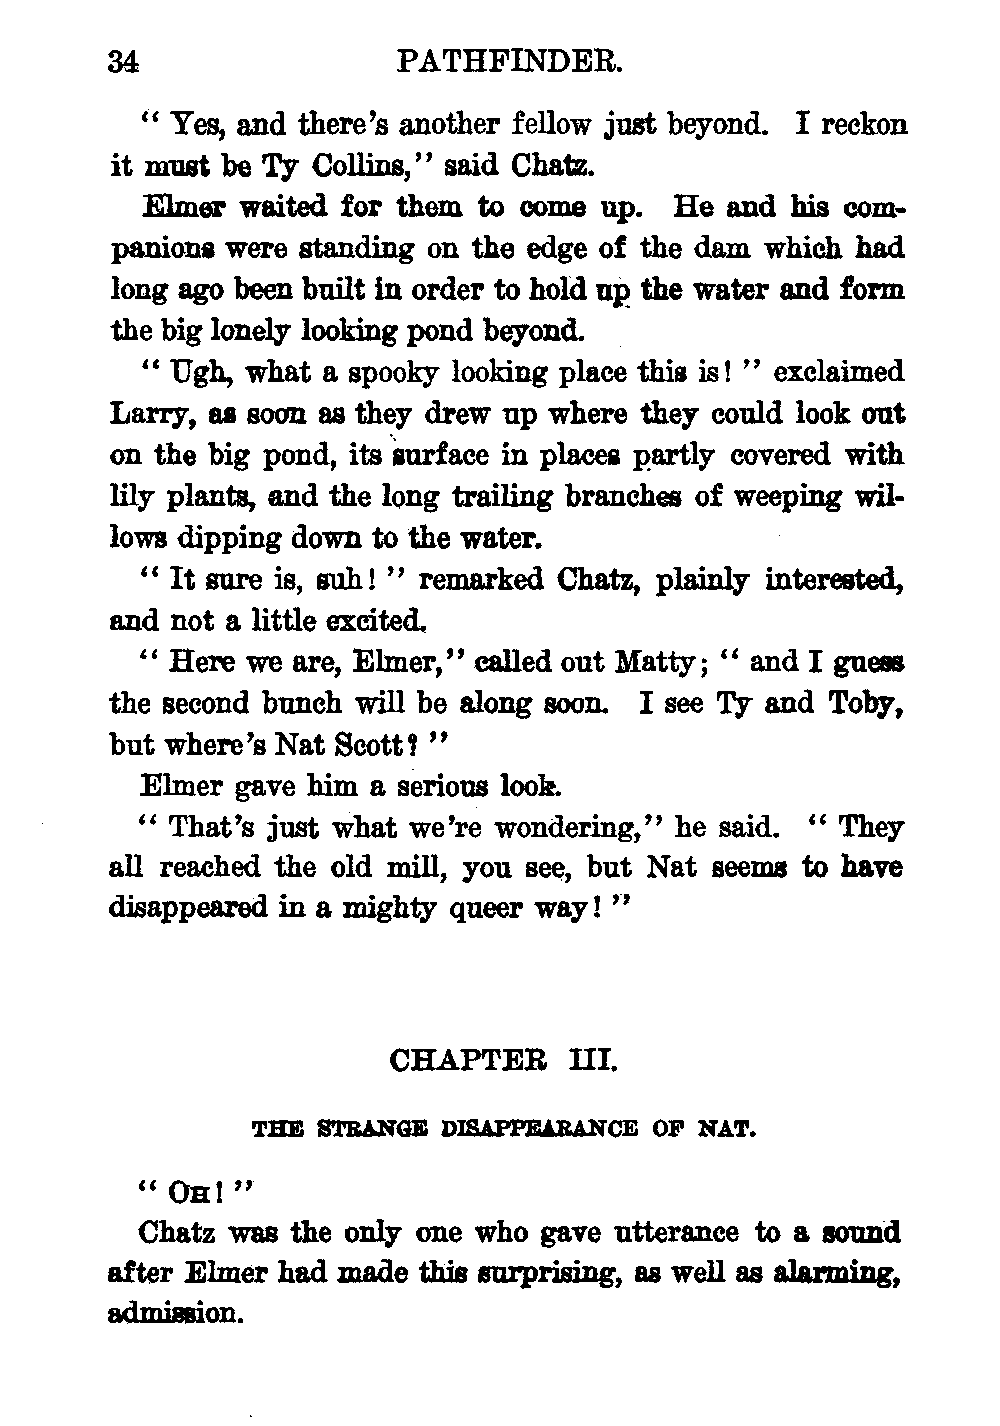 34 PATHFINDER.
“ Yes, and there’s another fellow just beyond. I reckon
it must be Ty Collins,” said Chatz.
Elmer waited for them to come up. He and his com-
panions were standing on the edge of the dam which had
long ago been built in order to hold up the water and form
the big lonely looking pond beyond.
“ Ugh, what a spooky looking place this is! ” exclaimed
Larry, as soon as they drew up where they could look out
on the big pond, its surface in places partly covered with
lily plants, and the long trailing branches of weeping wil-
lows dipping down to the water.
“ It sure is, suh! ” remarked Chatz, plainly interested,
and not a little excited.
“ Here we are, Elmer,” called out Matty; “ and I guess
the second bunch will be along soon. I see Ty and Toby,
but where’s Nat Scott? ”
Elmer gave him a serious look.
“ That’s just what we’re wondering,” he said. “ They
all reached the old mill, you see, but Nat seems to have
disappeared in a mighty queer way! ”
CHAPTER III.
THE STRANGE DISAPPEARANCE OF NAT.
“ OH! ”
Chatz was the only one who gave utterance to a sound
after Elmer had made this surprising, as well as alarming,
admission.